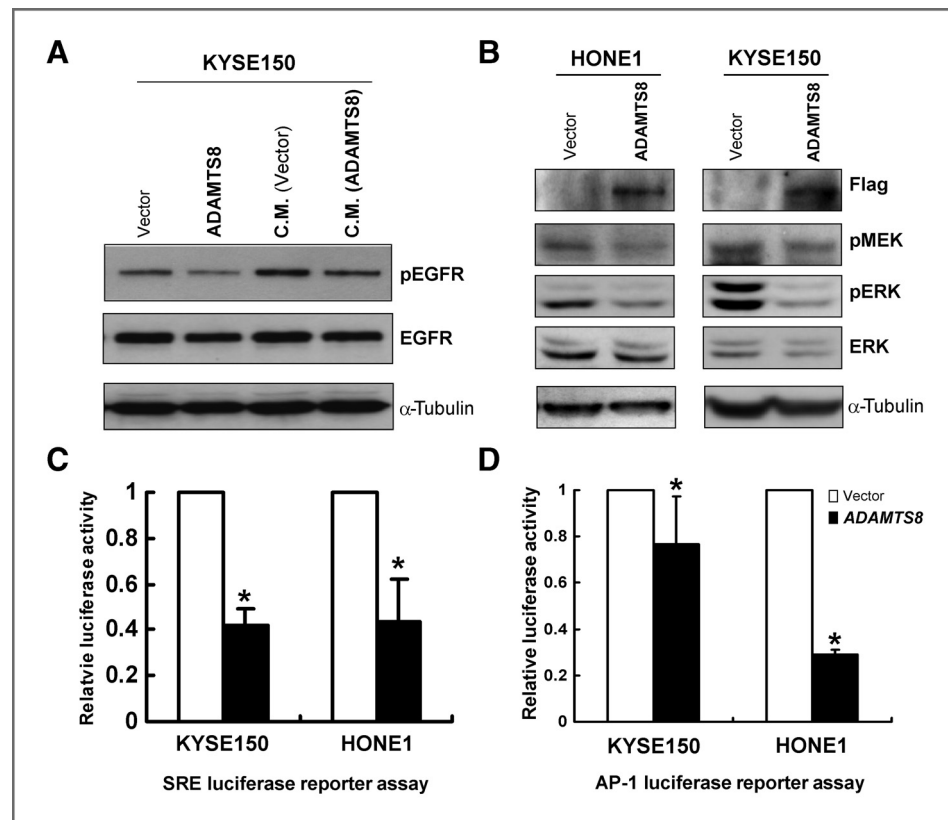 A
KYSE150
Vector
ADAMTS8
C.M. (Vector)
C.M. (ADAMTS8)
pEGFR
EGFR
α-Tubulin
B
HONE1
KYSE150
Vector
ADAMTS8
Vector
ADAMTS8
Flag
pMEK
pERK
ERK
α-Tubulin
C
Relatvie luciferase activity
1
0.8
0.6
0.4
0.2
0
*
*
KYSE150
HONE1
SRE luciferase reporter assay
D
Relative luciferase activity
1
0.8
0.6
0.4
0.2
0
*
*
Vector
ADAMTS8
KYSE150
HONE1
AP-1 luciferase reporter assay